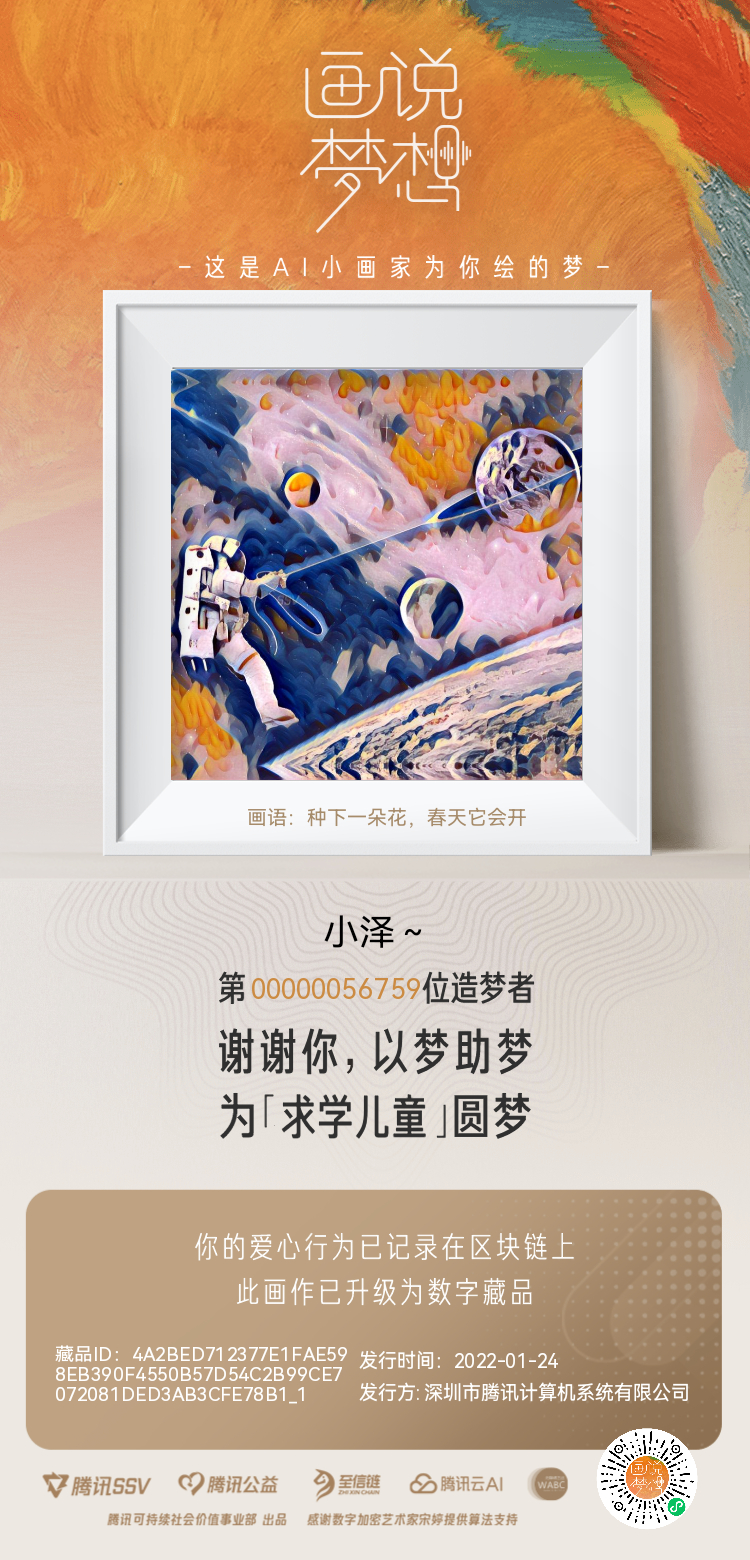 画说
梦想
－这是AI小画家为你绘的梦－
画语：种下一朵花，春天它会开
小泽～
第00000056759位造梦者
谢谢你，以梦助梦
为「求学儿童」圆梦
你的爱心行为已记录在区块链上
此画作已升级为数字藏品
藏品ID：4A2BED712377E1FAE59
8EB390F4550B57D54C2B99CE7
072081DED3AB3CFE78B1_1
发行时间：2022-01-24
发行方:深圳市腾讯计算机系统有限公司
腾讯SSV 腾讯公益 至信链 ZHI XIN CHAIN 腾讯云AI WABC
画说
梦想
腾讯可持续社会价值事业部 出品 感谢数字加密艺术家宋婷提供算法支持